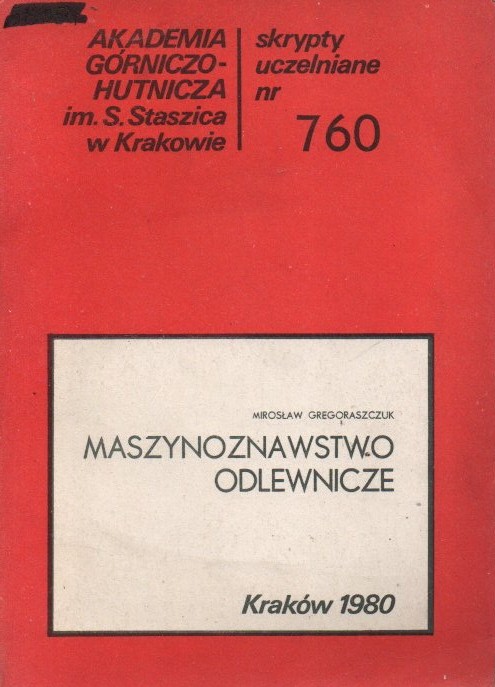 AKADEMIA
GÓRNICZO-
HUTNICZA
im. S. Staszica
w Krakowie
skrypty
uczelniane
nr
760
MIROSŁAW GREGORASZCZUK
MASZYNOZNAWSTWO
ODLEWNICZE
Kraków 1980